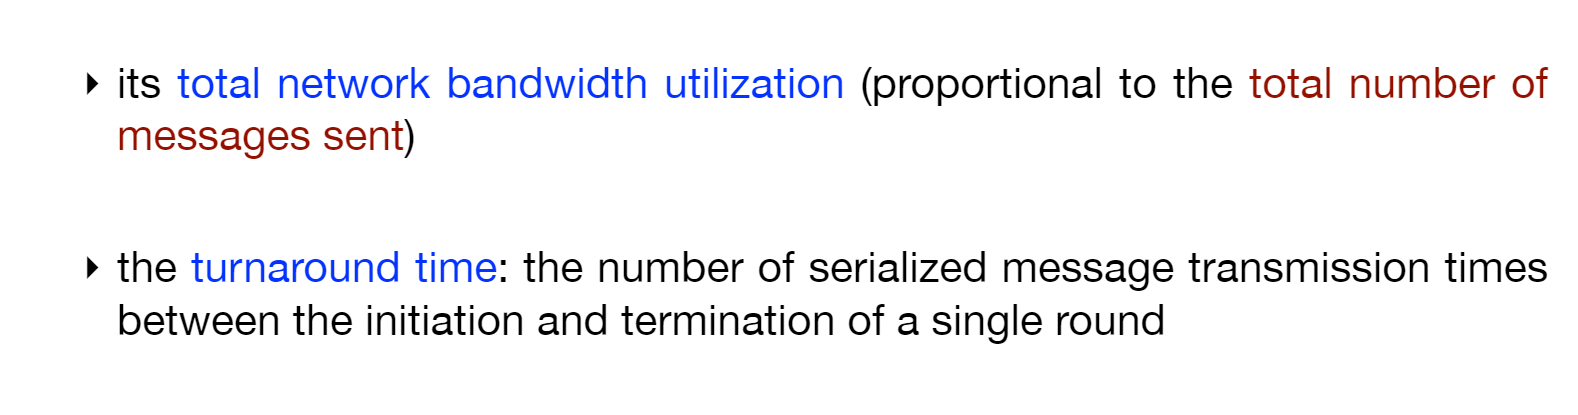 ‣ its total network bandwidth utilization (proportional to the total number of
messages sent)
‣ the turnaround time: the number of serialized message transmission times
between the initiation and termination of a single round